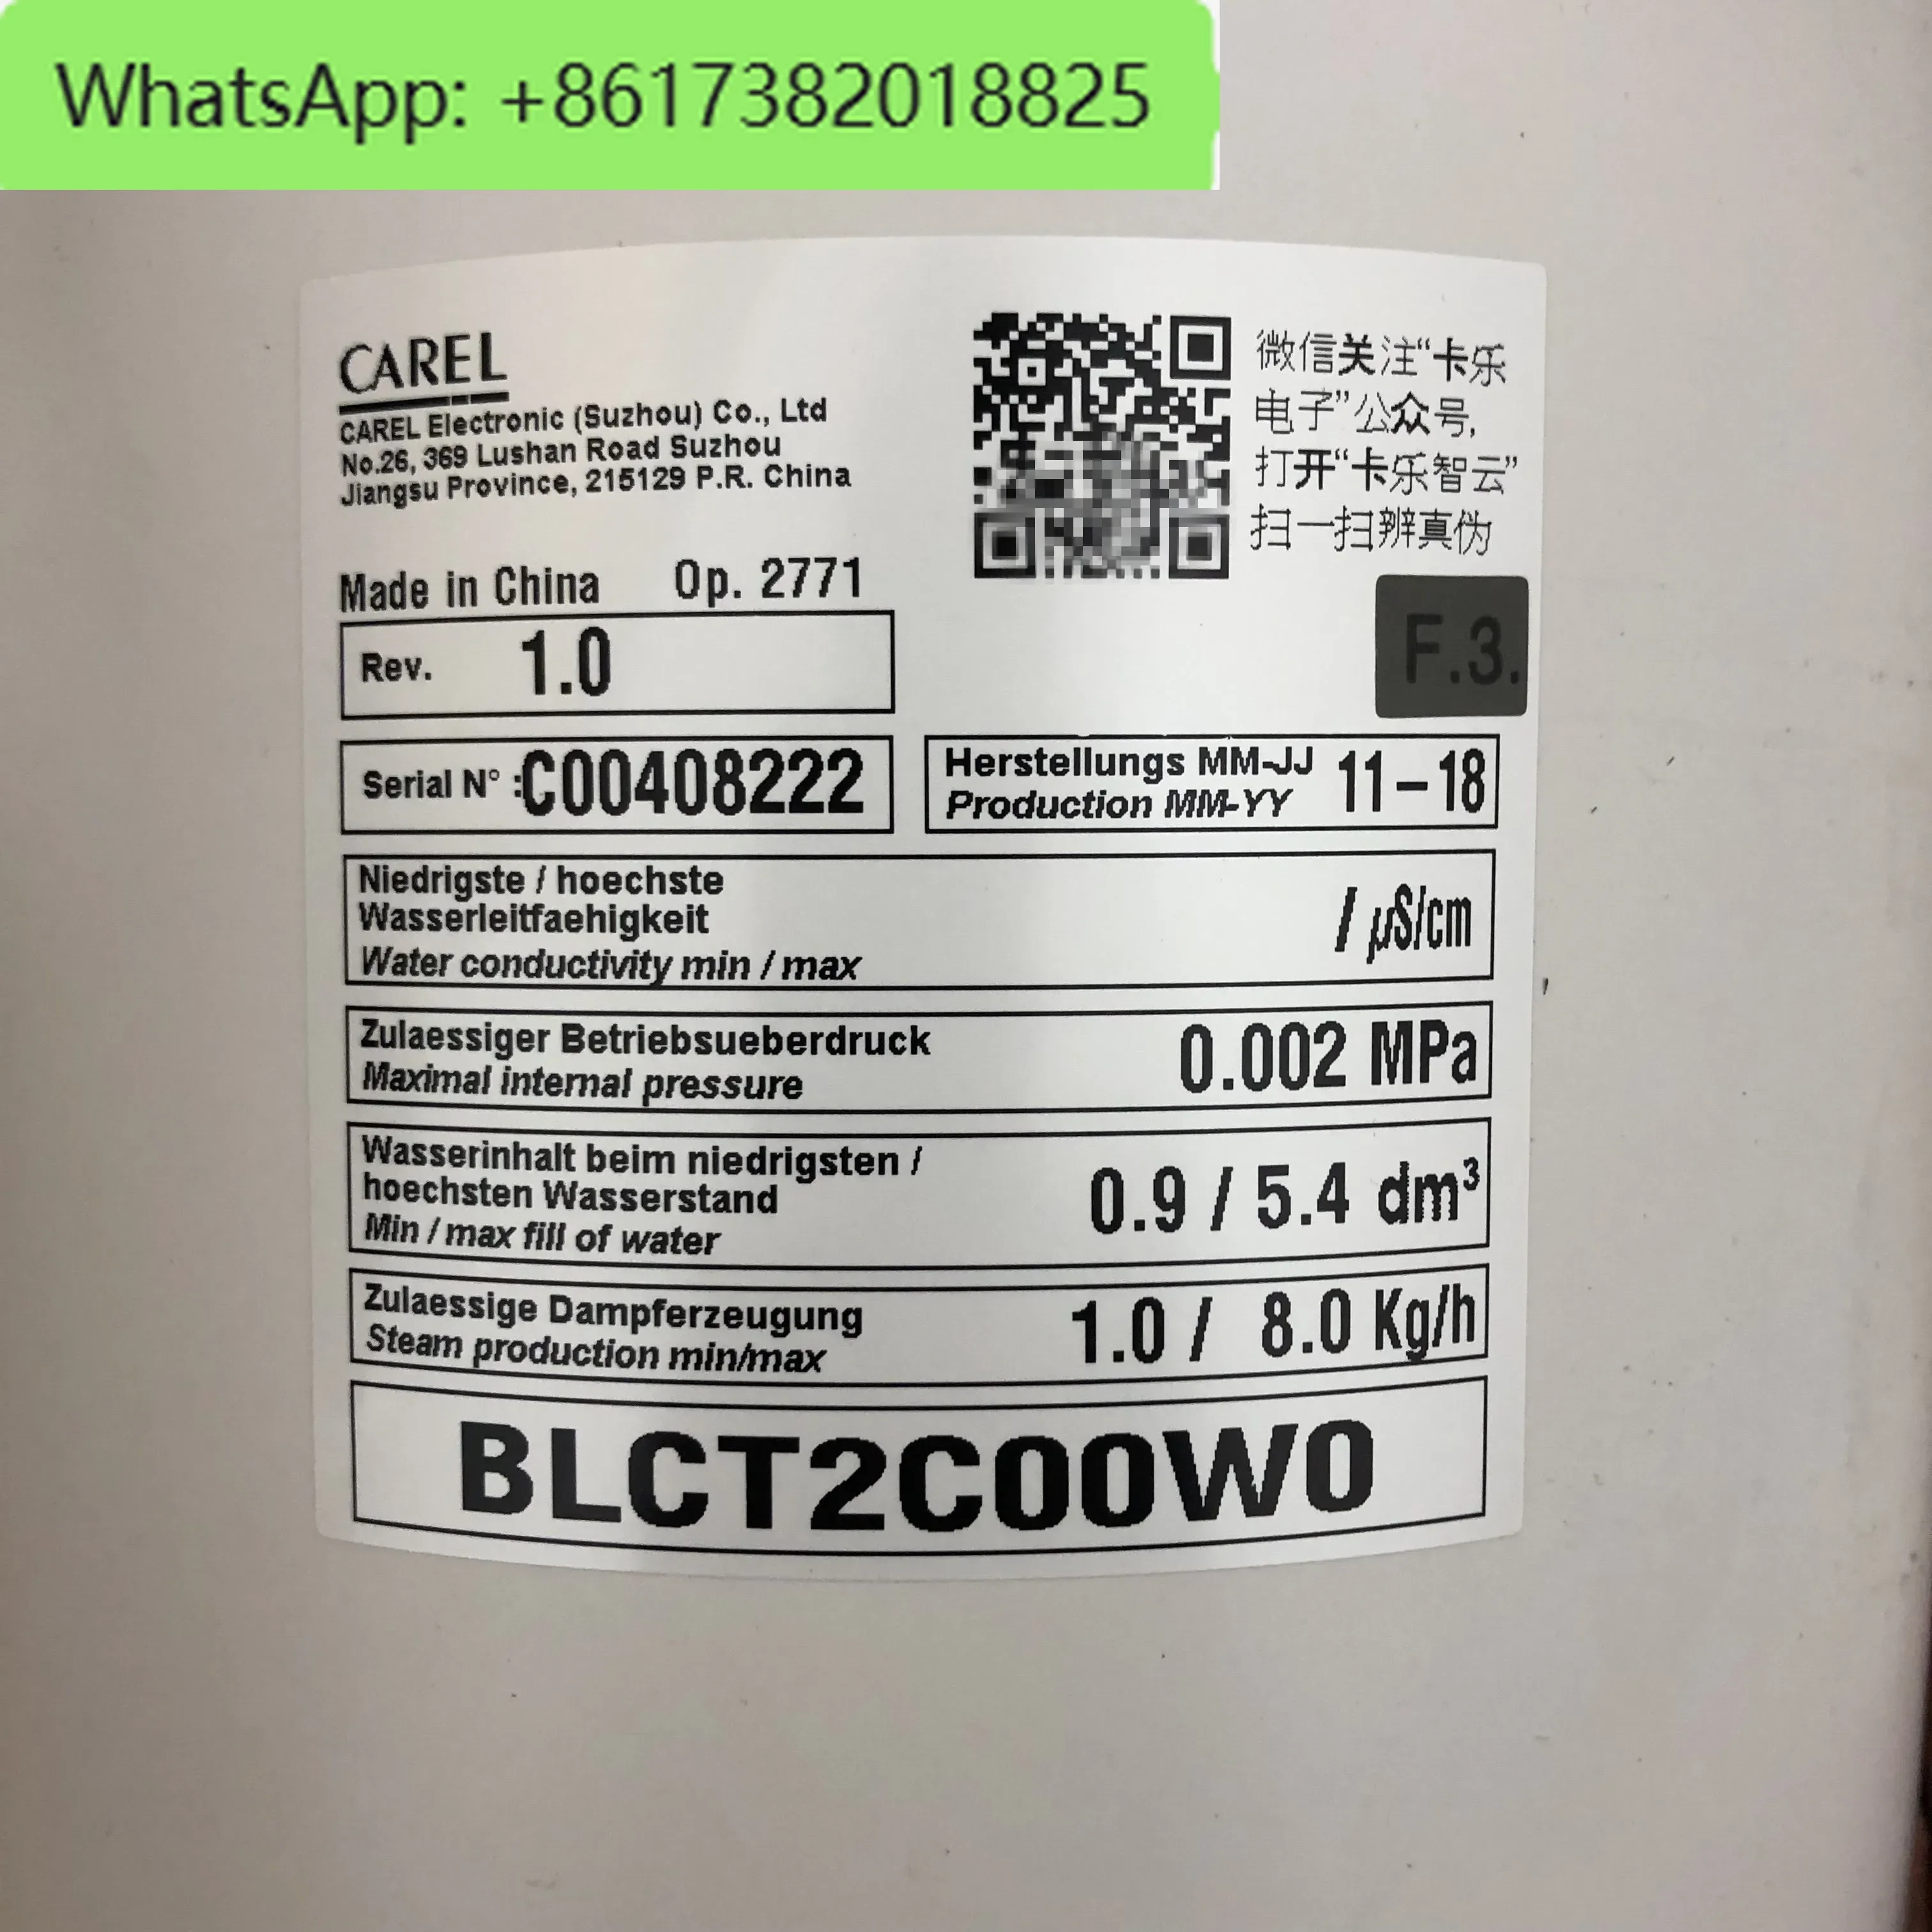 WhatsApp: +8617382018825
CAREL
CAREL Electronic (Suzhou) Co., Ltd
No.26, 369 Lushan Road Suzhou
Jiangsu Province, 215129 P.R. China
微信关注“卡乐
电子”公众号,
打开“卡乐智云”
扫一扫辨真伪
Made in China Op. 2771
F.3.
Rev. 1.0
Serial N° :C00408222
Herstellungs MM-JJ 11-18
Production MM-YY
Niedrigste / hoechste
Wasserleitfaehigkeit
Water conductivity min / max
/ µS/cm
Zulaessiger Betriebsueberdruck
Maximal internal pressure
0.002 MPa
Wasserinhalt beim niedrigsten /
hoechsten Wasserstand
Min / max fill of water
0.9 / 5.4 dm³
Zulaessige Dampferzeugung
Steam production min/max
1.0 / 8.0 Kg/h
BLCT2C00W0